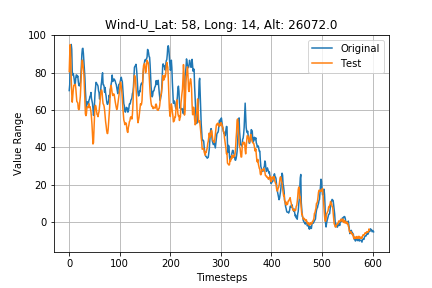 Wind-U_Lat: 58, Long: 14, Alt: 26072.0
Value Range
100
80
60
40
20
0
Original
Test
0 100 200 300 400 500 600
Timesteps